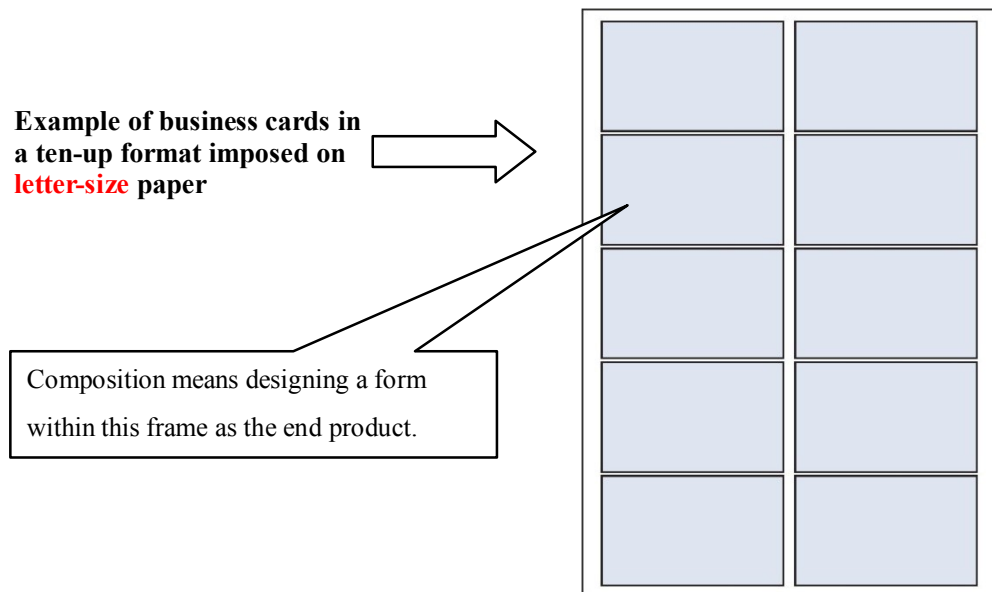 Example of business cards in
a ten-up format imposed on
letter-size paper
Composition means designing a form
within this frame as the end product.